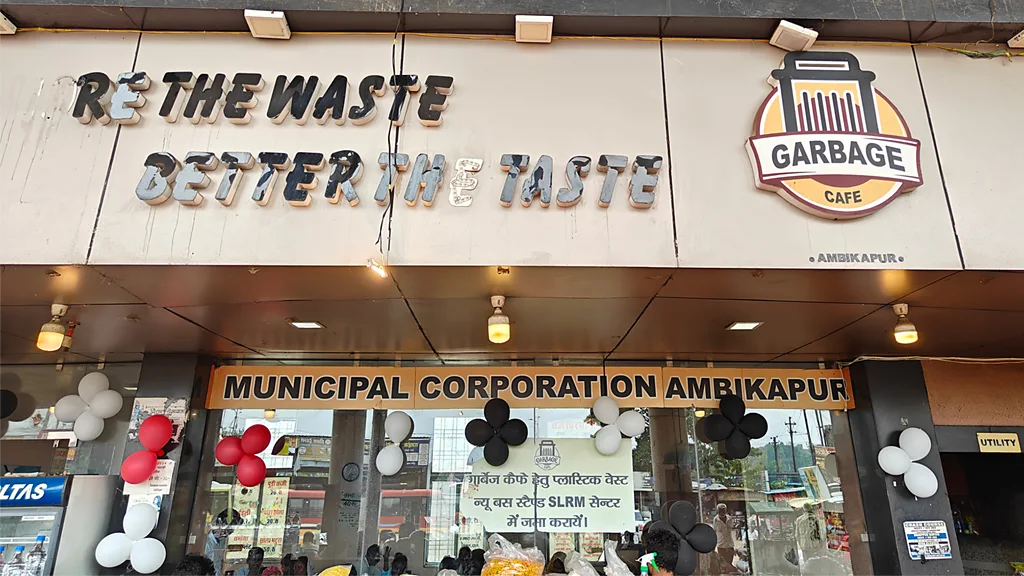 RE THE WASTE
BETTER THE TASTE
GARBAGE
CAFE
• AMBIKAPUR •
MUNICIPAL CORPORATION AMBIKAPUR
UTILITY
LTAS
GARBAGE
गार्बेज कैफे हेतु प्लास्टिक वेस्ट
न्यू बस स्टैण्ड SLRM सेन्टर
में जमा करायें।